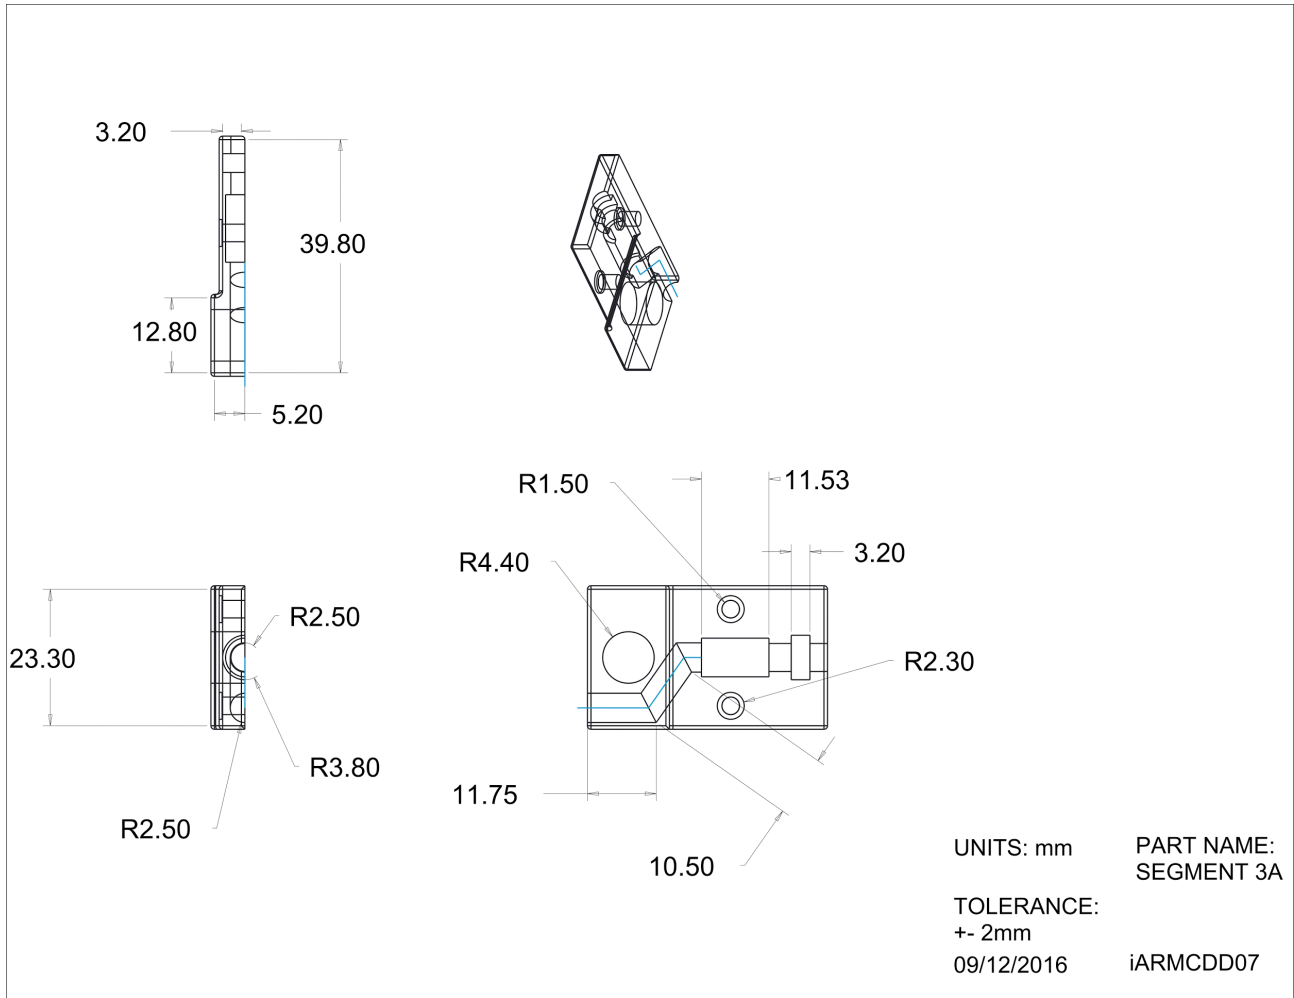 3.20
39.80
12.80
5.20
R1.50
11.53
R4.40
3.20
R2.50
23.30
R2.30
R3.80
11.75
R2.50
10.50
UNITS: mm
PART NAME:
SEGMENT 3A
TOLERANCE:
+- 2mm
09/12/2016
iARMCDD07